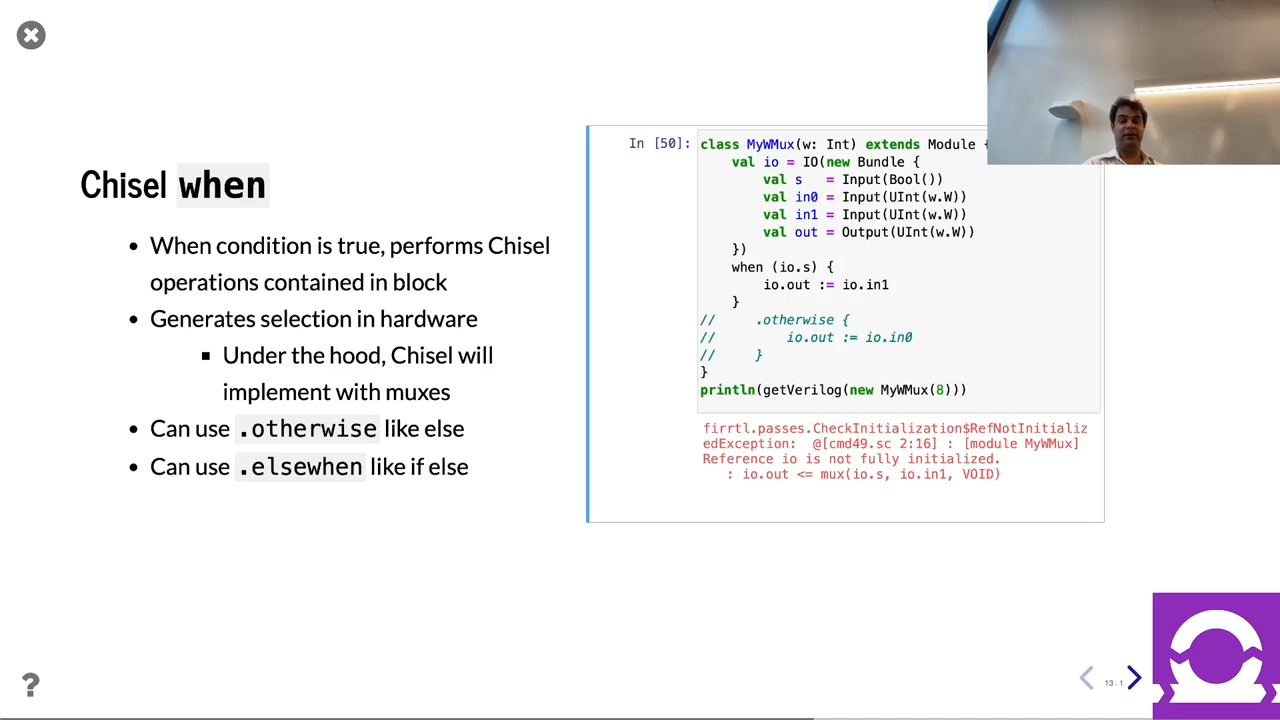 Chisel when
• When condition is true, performs Chisel
operations contained in block
• Generates selection in hardware
▪ Under the hood, Chisel will
implement with muxes
• Can use .otherwise like else
• Can use .elsewhen like if else
In [50]:
class MyWMux(w: Int) extends Module {
    val io = IO(new Bundle {
        val s   = Input(Bool())
        val in0 = Input(UInt(w.W))
        val in1 = Input(UInt(w.W))
        val out = Output(UInt(w.W))
    })
    when (io.s) {
        io.out := io.in1
    }
//     .otherwise {
//         io.out := io.in0
//     }
}
println(getVerilog(new MyWMux(8)))
firrtl.passes.CheckInitialization$RefNotInitializ
edException:  @[cmd49.sc 2:16] : [module MyWMux]
Reference io is not fully initialized.
   : io.out <= mux(io.s, io.in1, VOID)
?
13.1